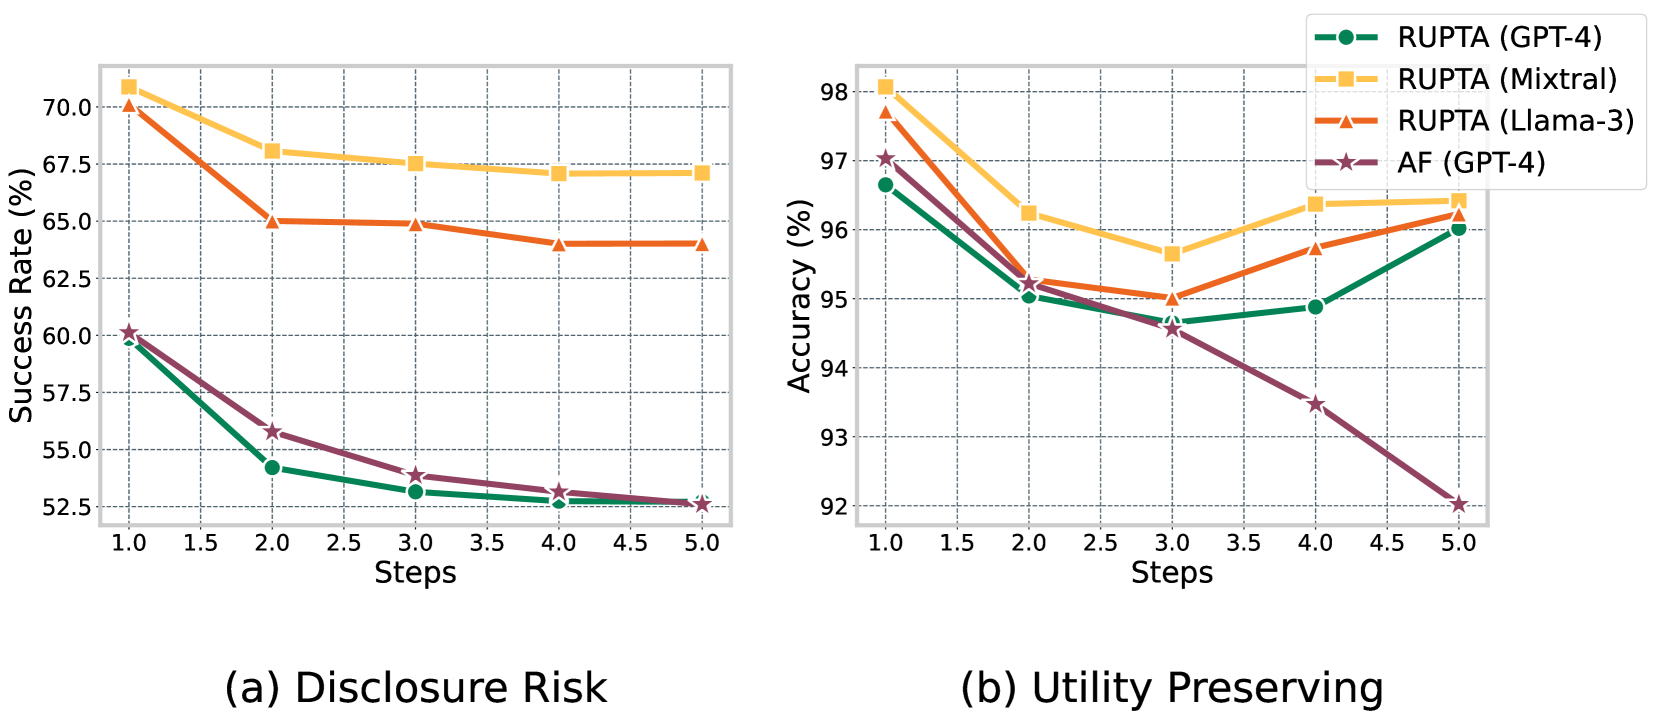 RUPTA (GPT-4)
RUPTA (Mixtral)
RUPTA (Llama-3)
AF (GPT-4)
Success Rate (%)
70.0
67.5
65.0
62.5
60.0
57.5
55.0
52.5
1.0 1.5 2.0 2.5 3.0 3.5 4.0 4.5 5.0
Steps
(a) Disclosure Risk
Accuracy (%)
98
97
96
95
94
93
92
1.0 1.5 2.0 2.5 3.0 3.5 4.0 4.5 5.0
Steps
(b) Utility Preserving